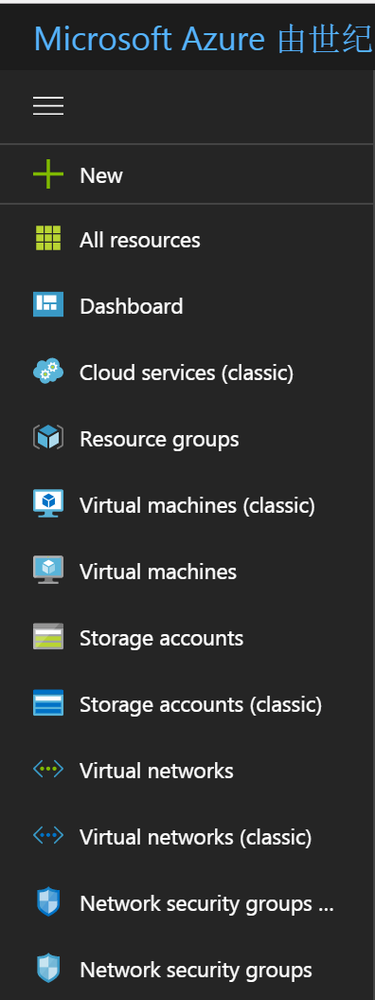 Microsoft Azure 由世纪
New
All resources
Dashboard
Cloud services (classic)
Resource groups
Virtual machines (classic)
Virtual machines
Storage accounts
Storage accounts (classic)
Virtual networks
Virtual networks (classic)
Network security groups ...
Network security groups